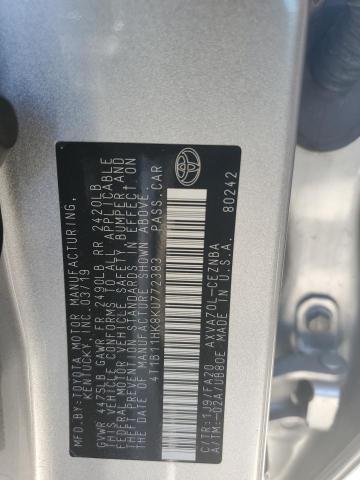 MFD.BY:TOYOTA MOTOR MANUFACTURING,
KENTUCKY, INC. 03/19
GVWR 4475LB GAWR FR 2490LB RR 2420LB
THIS VEHICLE CONFORMS TO ALL APPLICABLE
FEDERAL MOTOR VEHICLE SAFETY, BUMPER, AND
THEFT PREVENTION STANDARDS IN EFFECT ON
THE DATE OF MANUFACTURE SHOWN ABOVE.
4T1B11HK8KU772383 PASS.CAR
C/TR: 1J9/FA20 AXVA70L-CEZNBA
A/TM: -02A/UB80E MADE IN U.S.A.
80242
TOYOTA